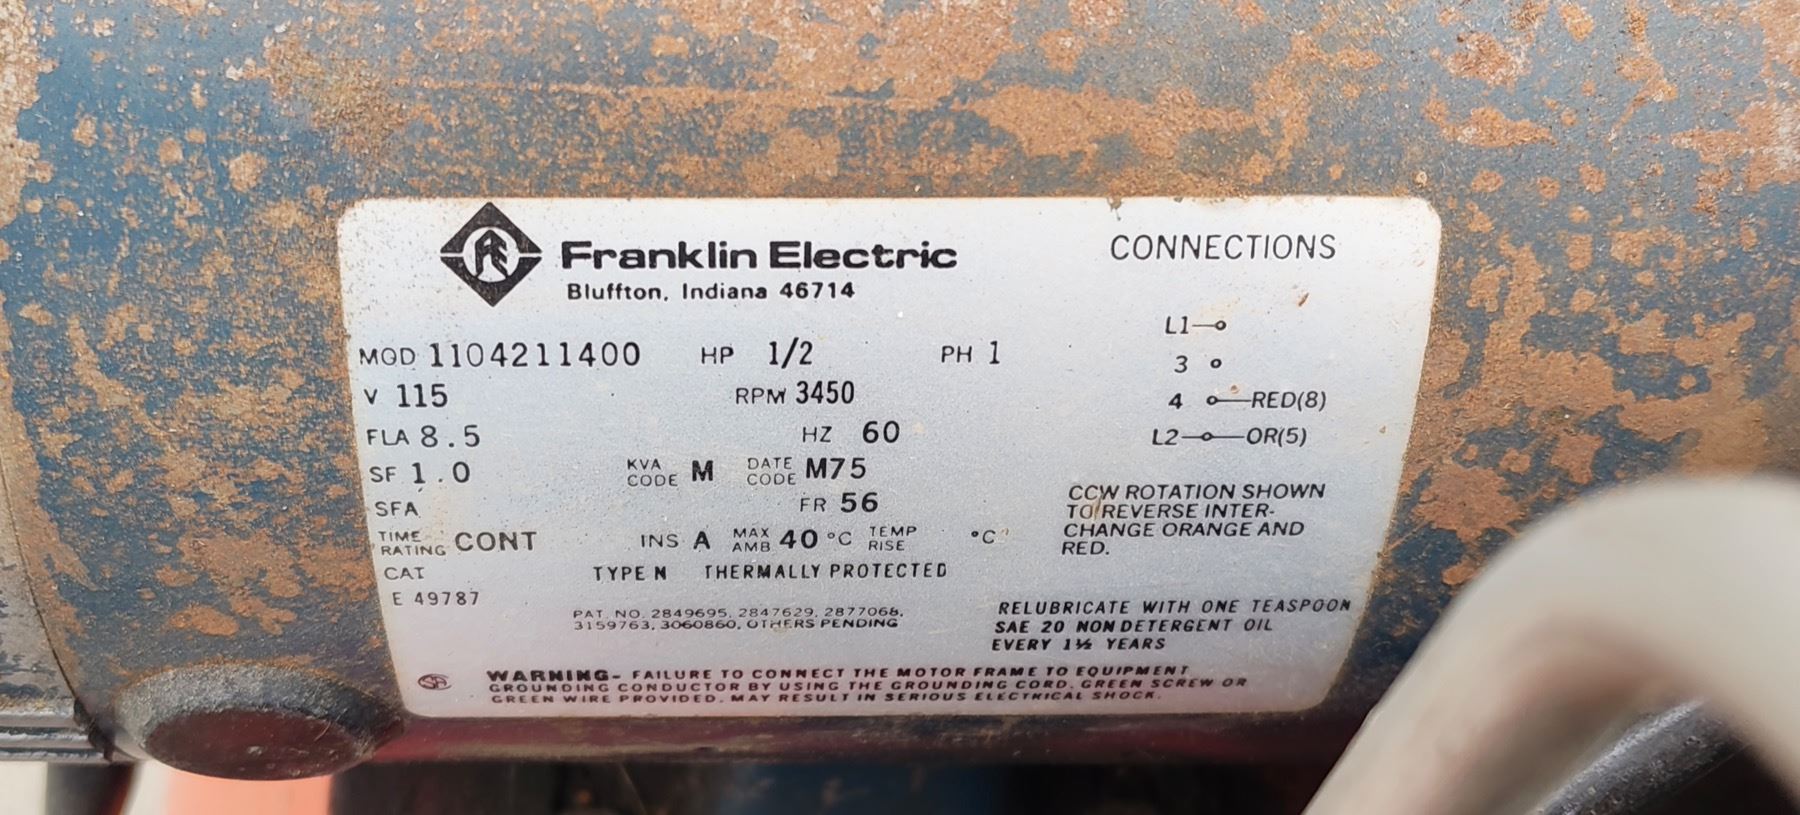 Franklin Electric
Bluffton, Indiana 46714
MOD 1104211400 HP 1/2 PH 1
V 115 RPM 3450
FLA 8.5 HZ 60
SF 1.0 KVA CODE M DATE CODE M75
SFA FR 56
TIME RATING CONT INS A MAX AMB 40 °C TEMP RISE °C
CAT TYPE N THERMALLY PROTECTED
E 49787
PAT. NO. 2849695, 2847629, 2877068,
3159763, 3060860, OTHERS PENDING
CONNECTIONS
L1
3
4 RED(8)
L2 OR(5)
CCW ROTATION SHOWN
TO REVERSE INTER-
CHANGE ORANGE AND
RED.
RELUBRICATE WITH ONE TEASPOON
SAE 20 NON DETERGENT OIL
EVERY 1½ YEARS
WARNING- FAILURE TO CONNECT THE MOTOR FRAME TO EQUIPMENT
GROUNDING CONDUCTOR BY USING THE GROUNDING CORD, GREEN SCREW OR
GREEN WIRE PROVIDED, MAY RESULT IN SERIOUS ELECTRICAL SHOCK.